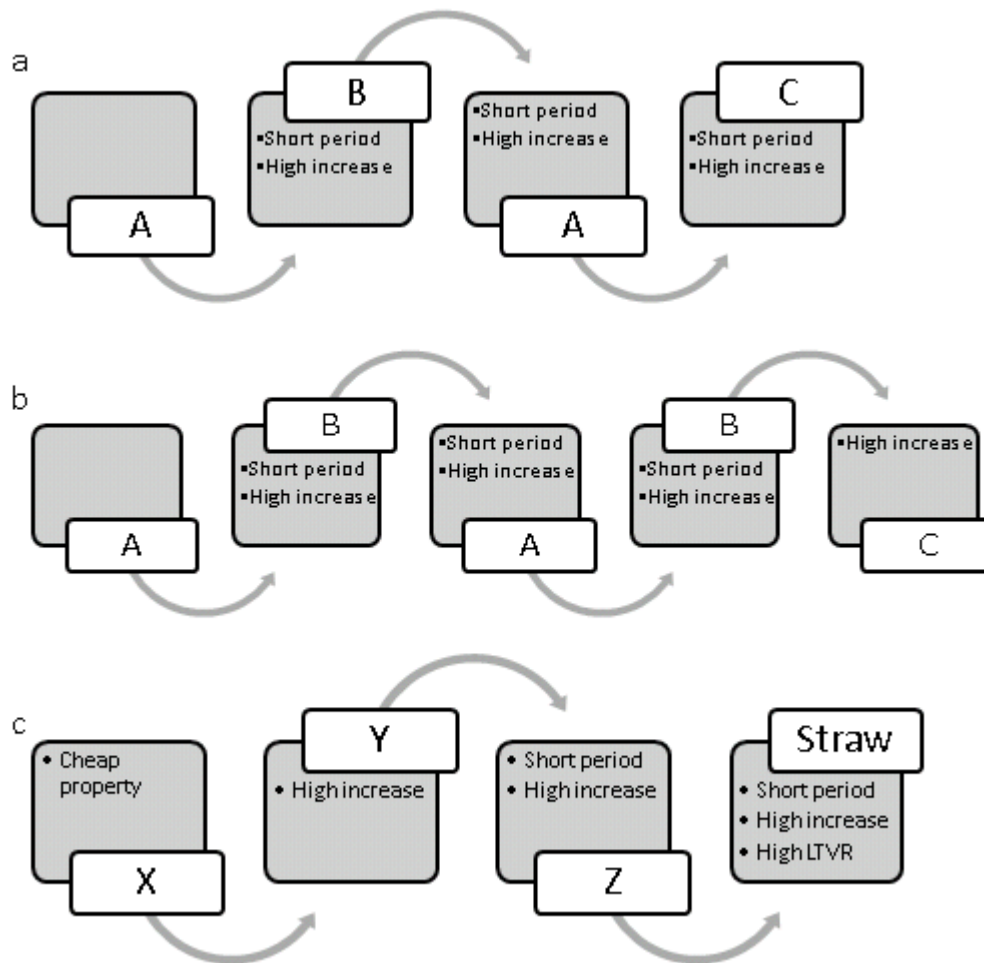 a
A
B
▪Short period
▪High increase
▪Short period
▪High increase
A
C
▪Short period
▪High increase
b
A
B
▪Short period
▪High increase
▪Short period
▪High increase
A
B
▪Short period
▪High increase
▪High increase
C
c
• Cheap
property
X
Y
• High increase
• Short period
• High increase
Z
Straw
• Short period
• High increase
• High LTVR